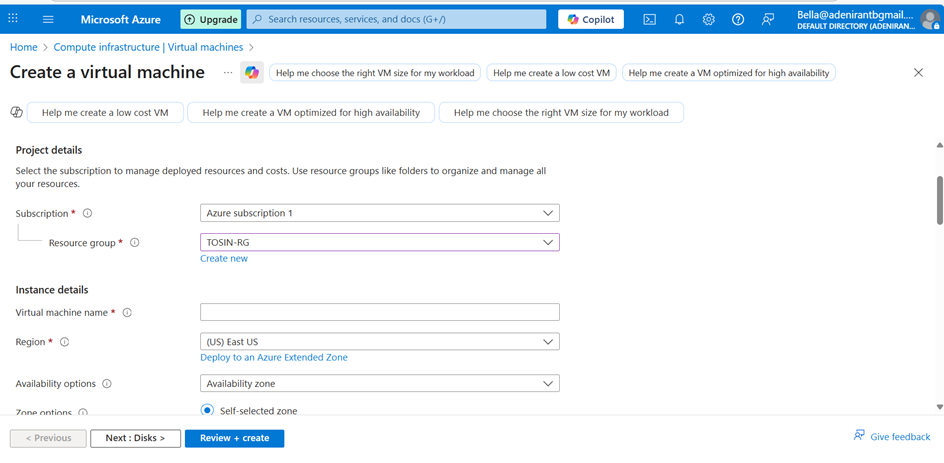 Microsoft Azure
Upgrade
Search resources, services, and docs (G+/)
Copilot
Bella@adenirantbgmail....
DEFAULT DIRECTORY (ADENIRAN...
Home > Compute infrastructure | Virtual machines >
Create a virtual machine ...
Help me choose the right VM size for my workload
Help me create a low cost VM
Help me create a VM optimized for high availability
Help me create a low cost VM
Help me create a VM optimized for high availability
Help me choose the right VM size for my workload
Project details
Select the subscription to manage deployed resources and costs. Use resource groups like folders to organize and manage all
your resources.
Subscription *
Azure subscription 1
Resource group *
TOSIN-RG
Create new
Instance details
Virtual machine name *
Region *
(US) East US
Deploy to an Azure Extended Zone
Availability options
Availability zone
Zone options
Self-selected zone
< Previous
Next : Disks >
Review + create
Give feedback